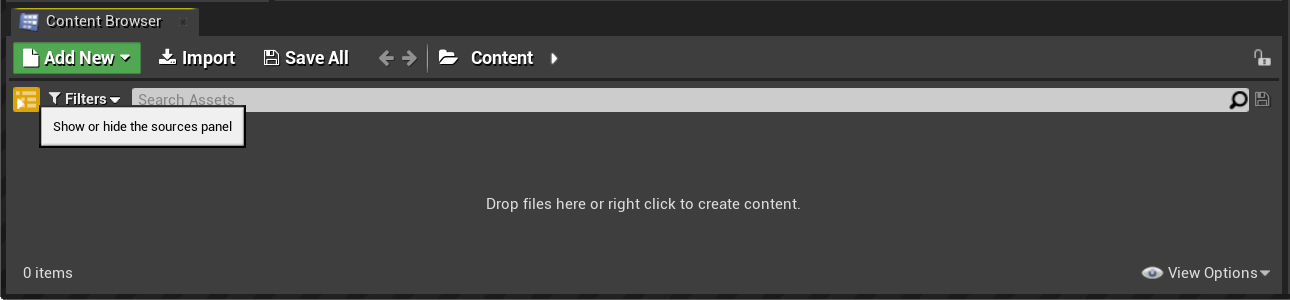 Content Browser
Add New Import Save All Content
Filters Search Assets
Show or hide the sources panel
Drop files here or right click to create content.
0 items View Options